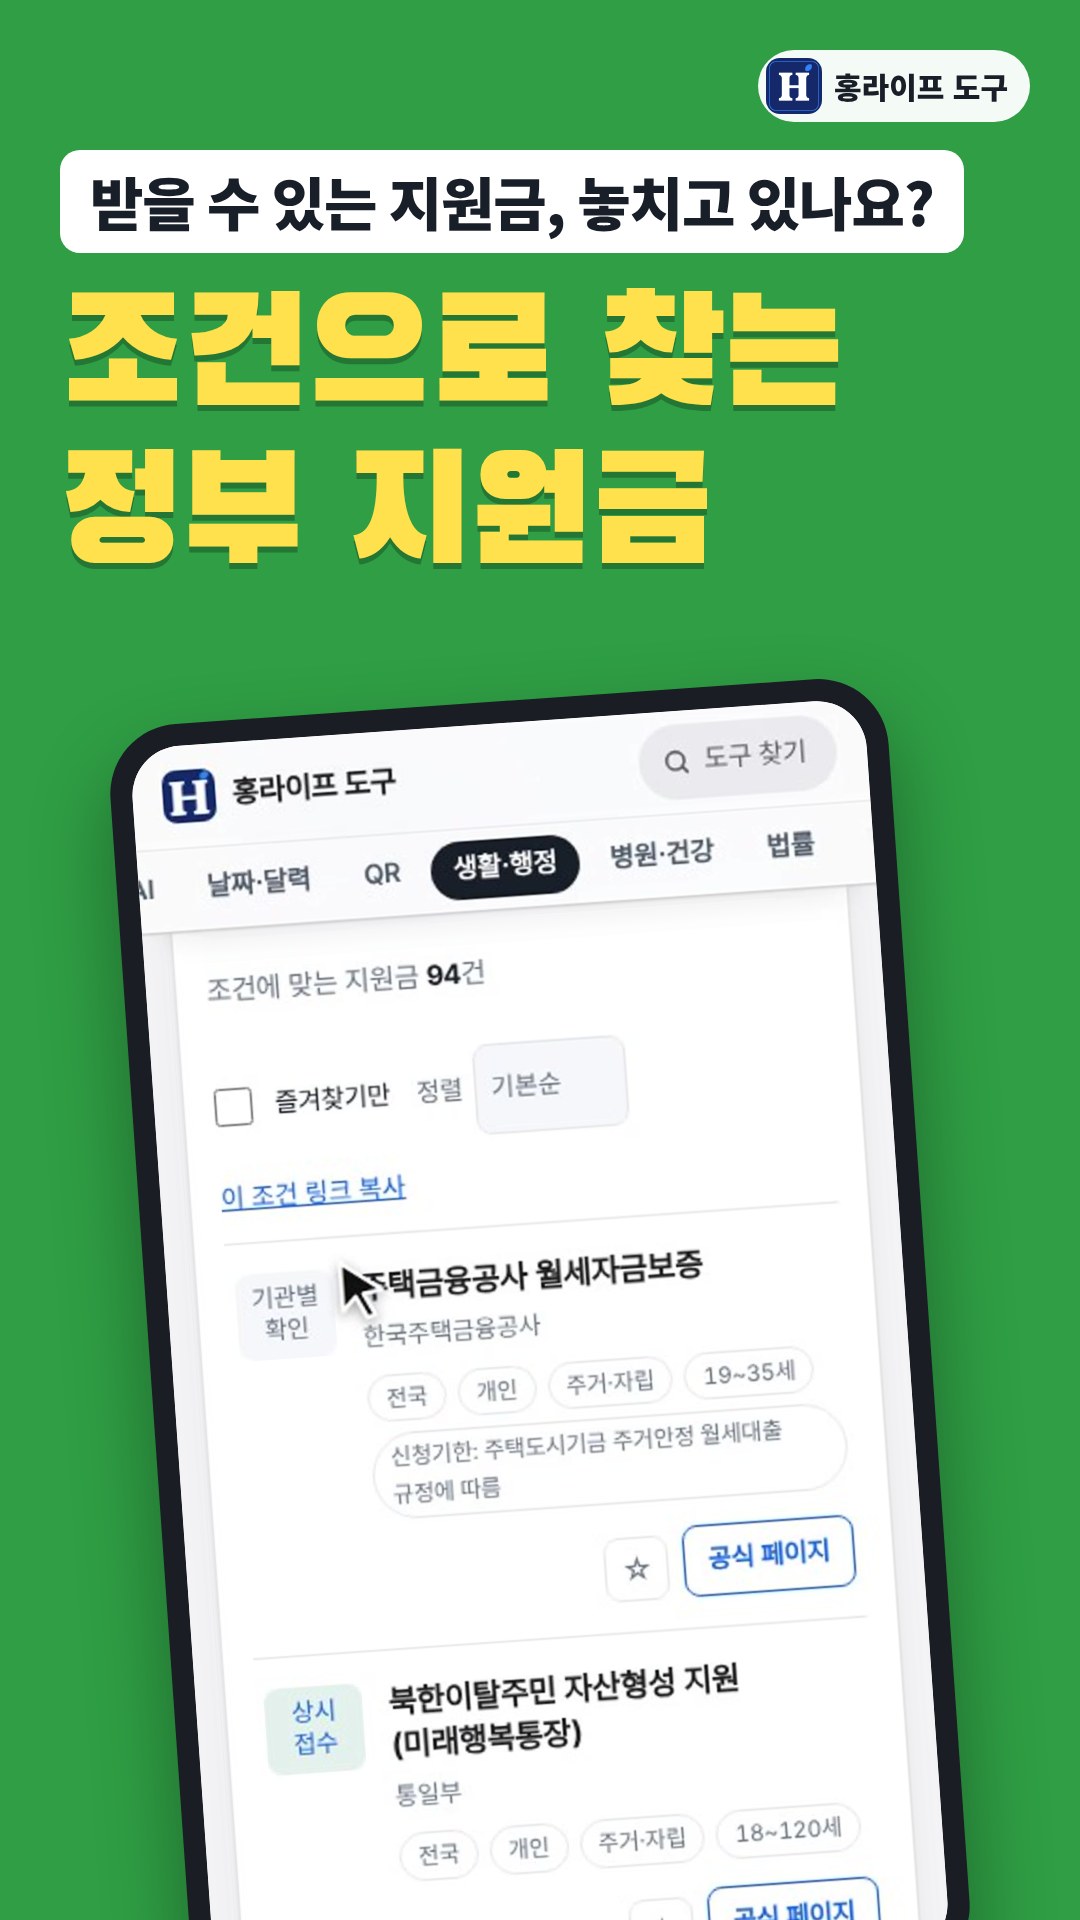 홍라이프 도구
받을 수 있는 지원금, 놓치고 있나요?
조건으로 찾는
정부 지원금
홍라이프 도구
도구 찾기
AI 날짜·달력 QR 생활·행정 병원·건강 법률
조건에 맞는 지원금 94건
즐겨찾기만 정렬 기본순
이 조건 링크 복사
기관별
확인
주택금융공사 월세자금보증
한국주택금융공사
전국 개인 주거·자립 19~35세
신청기한: 주택도시기금 주거안정 월세대출
규정에 따름
☆ 공식 페이지
상시
접수
북한이탈주민 자산형성 지원
(미래행복통장)
통일부
전국 개인 주거·자립 18~120세
공식 페이지